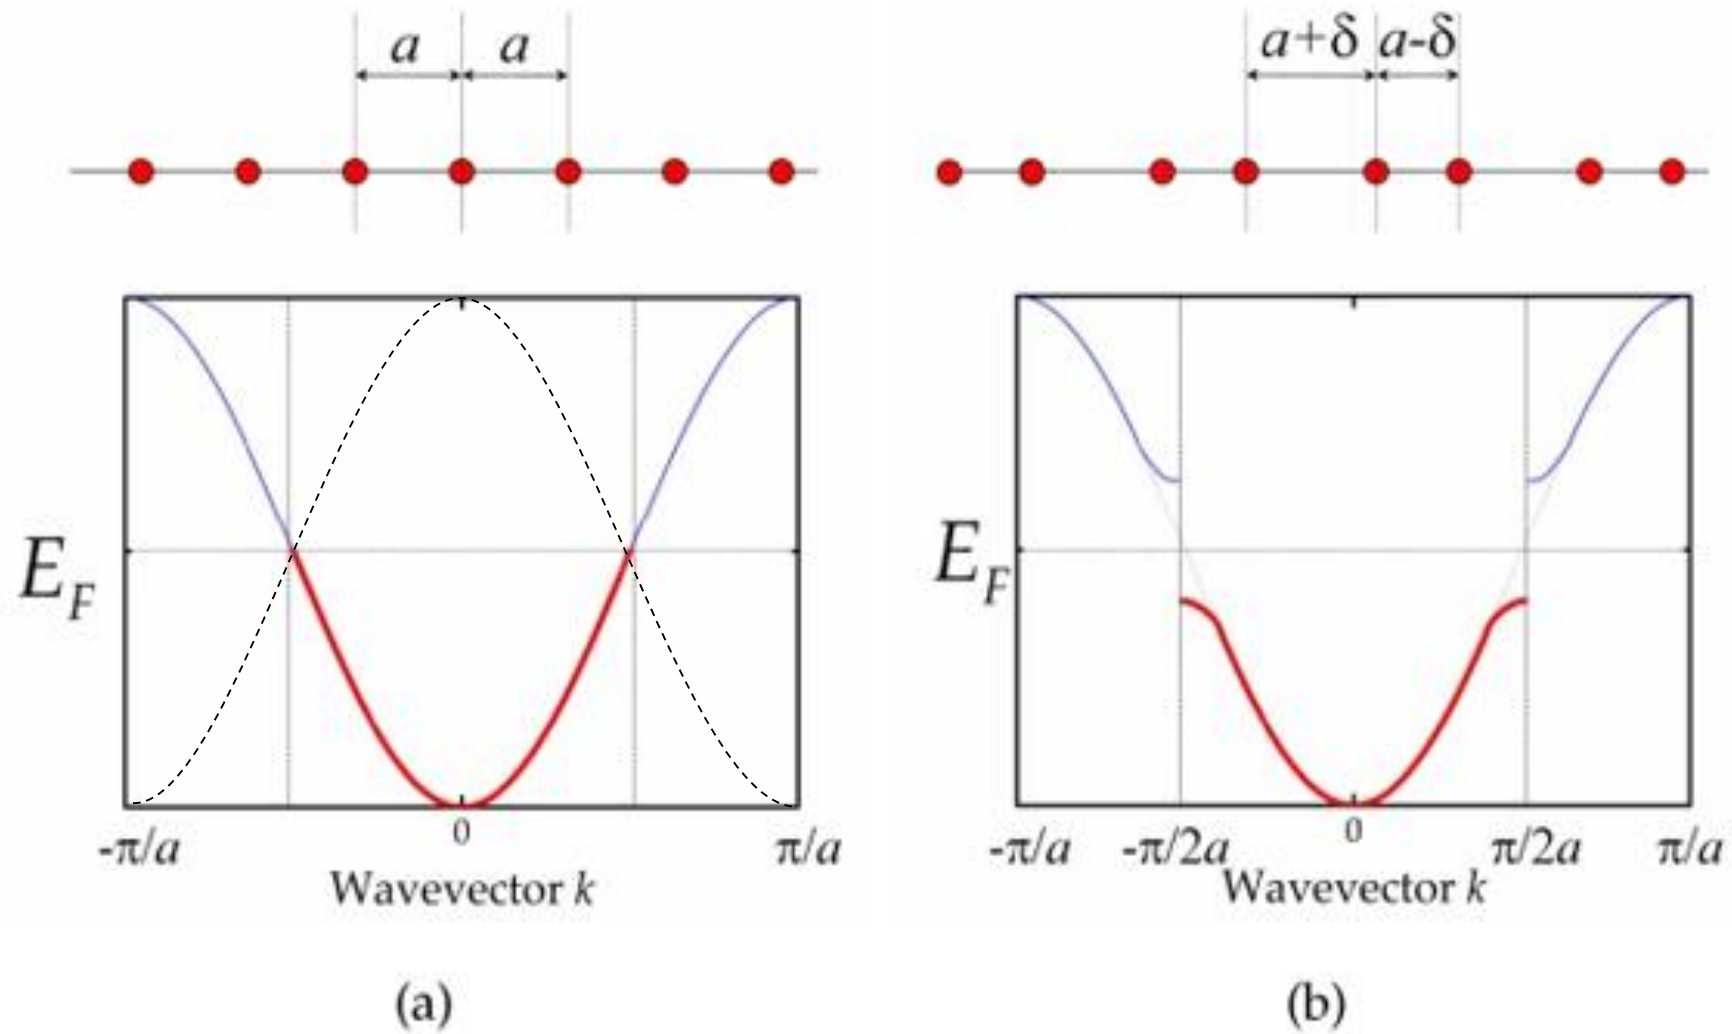 a a
a+δ a-δ
E_F
-π/a 0 π/a
Wavevector k
(a)
E_F
-π/a -π/2a 0 π/2a π/a
Wavevector k
(b)